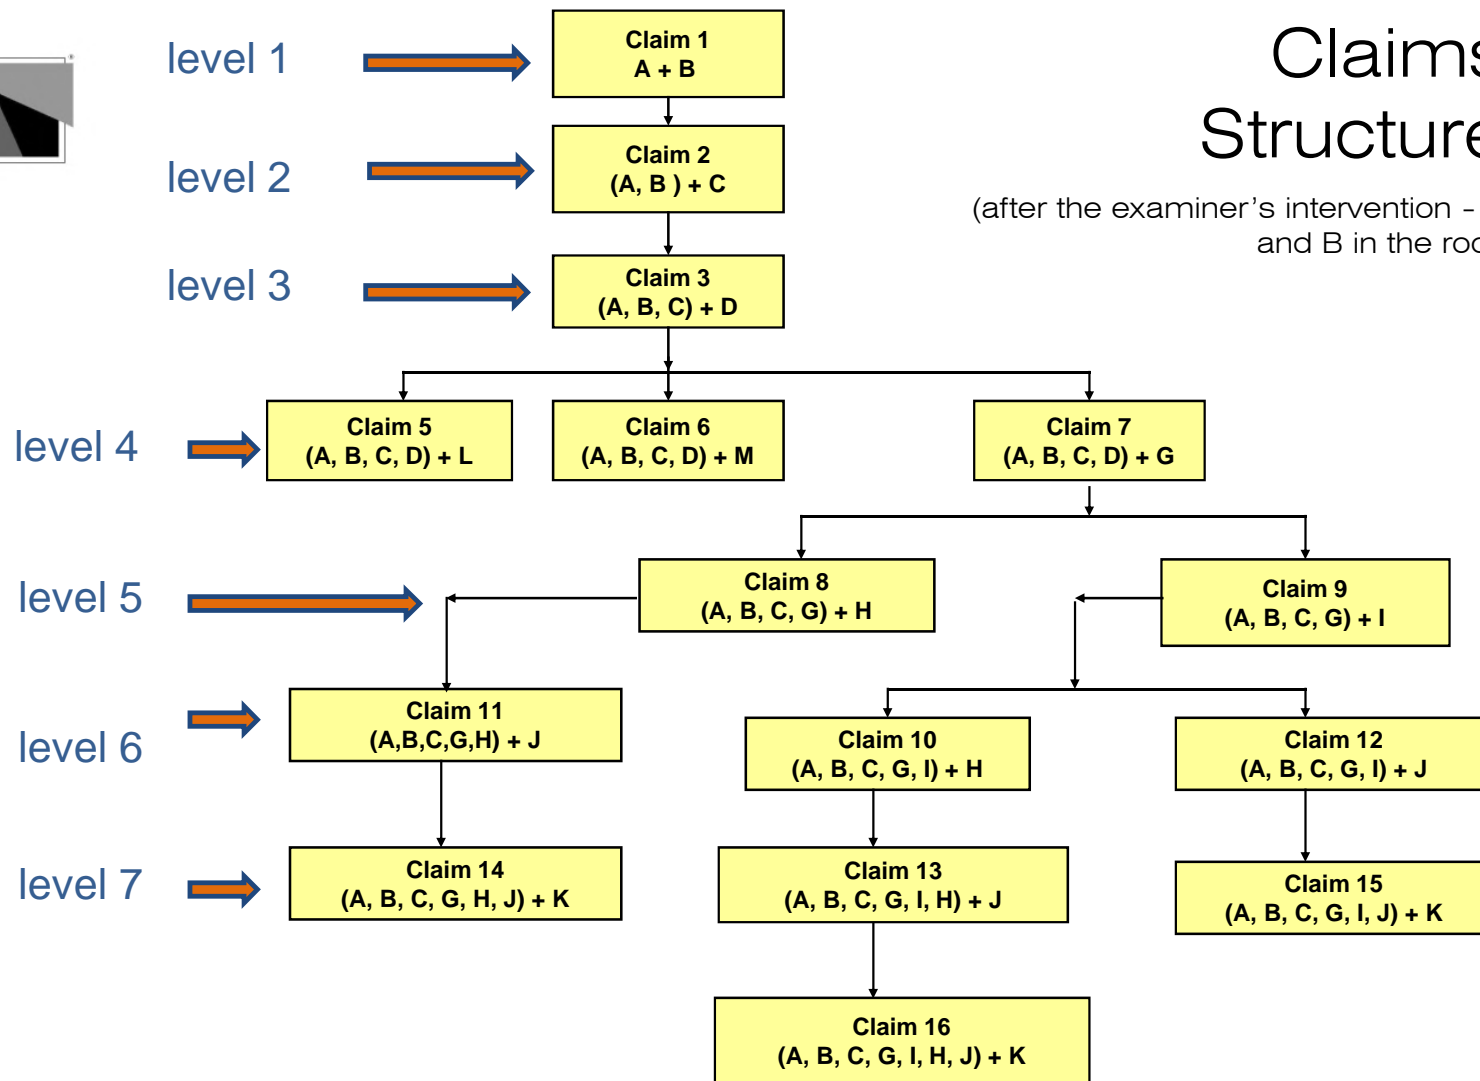 Claims
Structure
(after the examiner's intervention -
and B in the
level 1
Claim 1
A + B
level 2
Claim 2
(A, B ) + C
level 3
Claim 3
(A, B, C) + D
level 4
Claim 5
(A, B, C, D) + L
Claim 6
(A, B, C, D) + M
Claim 7
(A, B, C, D) + G
level 5
Claim 8
(A, B, C, G) + H
Claim 9
(A, B, C, G) + I
level 6
Claim 11
(A,B,C,G,H) + J
Claim 10
(A, B, C, G, I) + H
Claim 12
(A, B, C, G, I) + J
level 7
Claim 14
(A, B, C, G, H, J) + K
Claim 13
(A, B, C, G, I, H) + J
Claim 15
(A, B, C, G, I, J) + K
Claim 16
(A, B, C, G, I, H, J) + K